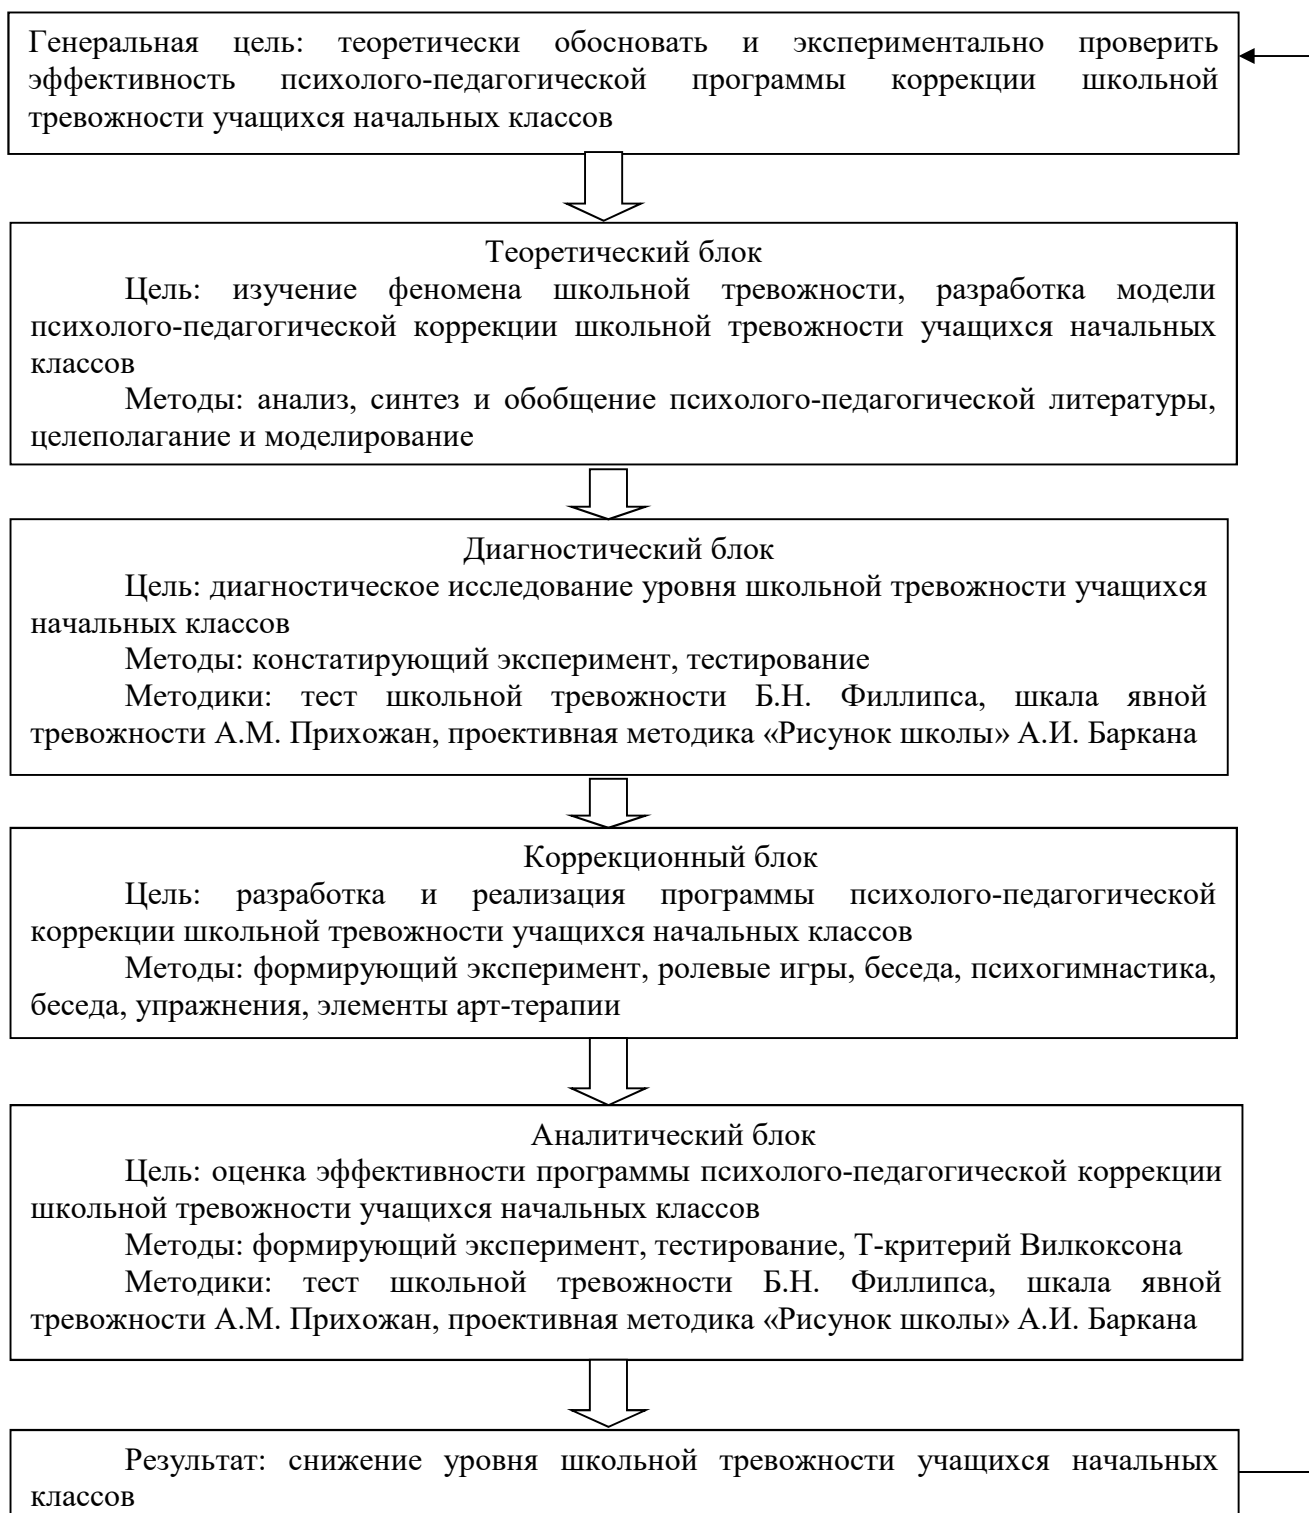 Генеральная цель: теоретически обосновать и экспериментально проверить
эффективность психолого-педагогической программы коррекции школьной
тревожности учащихся начальных классов
Теоретический блок
Цель: изучение феномена школьной тревожности, разработка модели
психолого-педагогической коррекции школьной тревожности учащихся начальных
классов
Методы: анализ, синтез и обобщение психолого-педагогической литературы,
целеполагание и моделирование
Диагностический блок
Цель: диагностическое исследование уровня школьной тревожности учащихся
начальных классов
Методы: констатирующий эксперимент, тестирование
Методики: тест школьной тревожности Б.Н. Филлипса, шкала явной
тревожности А.М. Прихожан, проективная методика «Рисунок школы» А.И. Баркана
Коррекционный блок
Цель: разработка и реализация программы психолого-педагогической
коррекции школьной тревожности учащихся начальных классов
Методы: формирующий эксперимент, ролевые игры, беседа, психогимнастика,
беседа, упражнения, элементы арт-терапии
Аналитический блок
Цель: оценка эффективности программы психолого-педагогической коррекции
школьной тревожности учащихся начальных классов
Методы: формирующий эксперимент, тестирование, Т-критерий Вилкоксона
Методики: тест школьной тревожности Б.Н. Филлипса, шкала явной
тревожности А.М. Прихожан, проективная методика «Рисунок школы» А.И. Баркана
Результат: снижение уровня школьной тревожности учащихся начальных
классов